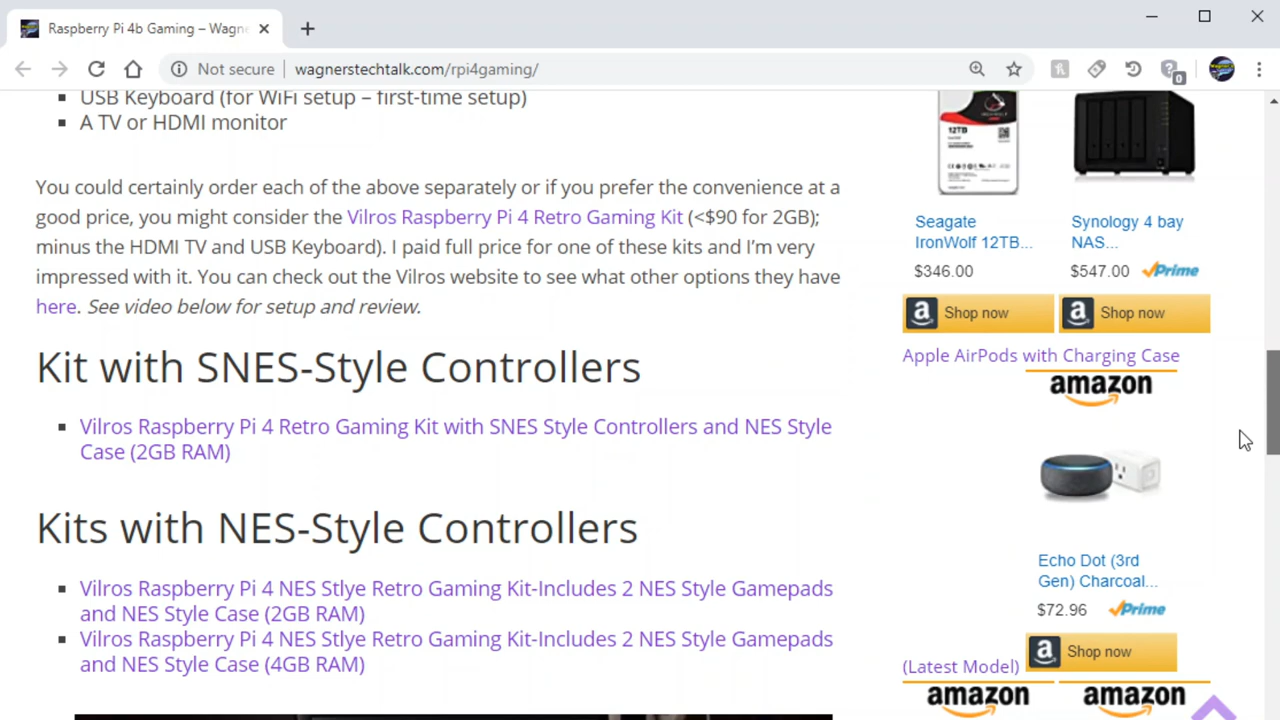 Raspberry Pi 4b Gaming – Wagne
Not secure
wagnerstechtalk.com/rpi4gaming/
0
USB Keyboard (for WiFi setup – first-time setup)
A TV or HDMI monitor
You could certainly order each of the above separately or if you prefer the convenience at a
good price, you might consider the Vilros Raspberry Pi 4 Retro Gaming Kit (<$90 for 2GB);
minus the HDMI TV and USB Keyboard). I paid full price for one of these kits and I'm very
impressed with it. You can check out the Vilros website to see what other options they have
here. See video below for setup and review.
Kit with SNES-Style Controllers
Vilros Raspberry Pi 4 Retro Gaming Kit with SNES Style Controllers and NES Style
Case (2GB RAM)
Kits with NES-Style Controllers
Vilros Raspberry Pi 4 NES Stlye Retro Gaming Kit-Includes 2 NES Style Gamepads
and NES Style Case (2GB RAM)
Vilros Raspberry Pi 4 NES Stlye Retro Gaming Kit-Includes 2 NES Style Gamepads
and NES Style Case (4GB RAM)
12TB
Seagate
IronWolf 12TB...
$346.00
Shop now
Synology 4 bay
NAS...
$547.00 Prime
Shop now
Apple AirPods with Charging Case
amazon
Echo Dot (3rd
Gen) Charcoal...
$72.96 Prime
Shop now
(Latest Model)
amazon
amazon